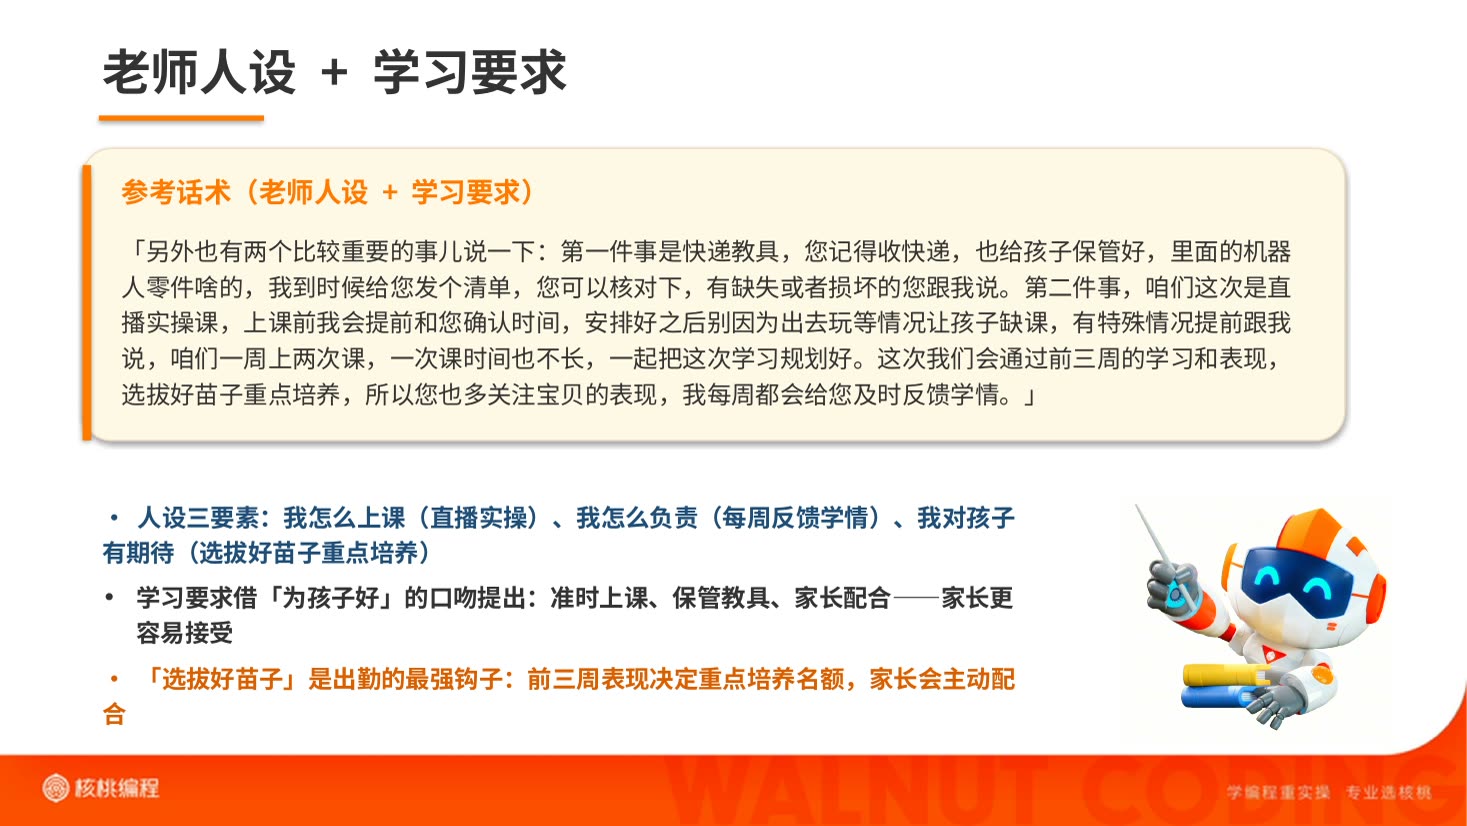 老师人设 + 学习要求
参考话术（老师人设 + 学习要求）
「另外也有两个比较重要的事儿说一下：第一件事是快递教具，您记得收快递，也给孩子保管好，里面的机器
人零件啥的，我到时候给您发个清单，您可以核对下，有缺失或者损坏的您跟我说。第二件事，咱们这次是直
播实操课，上课前我会提前和您确认时间，安排好之后别因为出去玩等情况让孩子缺课，有特殊情况提前跟我
说，咱们一周上两次课，一次课时间也不长，一起把这次学习规划好。这次我们会通过前三周的学习和表现，
选拔好苗子重点培养，所以您也多关注宝贝的表现，我每周都会给您及时反馈学情。」
• 人设三要素：我怎么上课（直播实操）、我怎么负责（每周反馈学情）、我对孩子
有期待（选拔好苗子重点培养）
• 学习要求借「为孩子好」的口吻提出：准时上课、保管教具、家长配合——家长更
容易接受
• 「选拔好苗子」是出勤的最强钩子：前三周表现决定重点培养名额，家长会主动配
合
核桃编程
WALNUT CODING
学编程重实操 专业选核桃